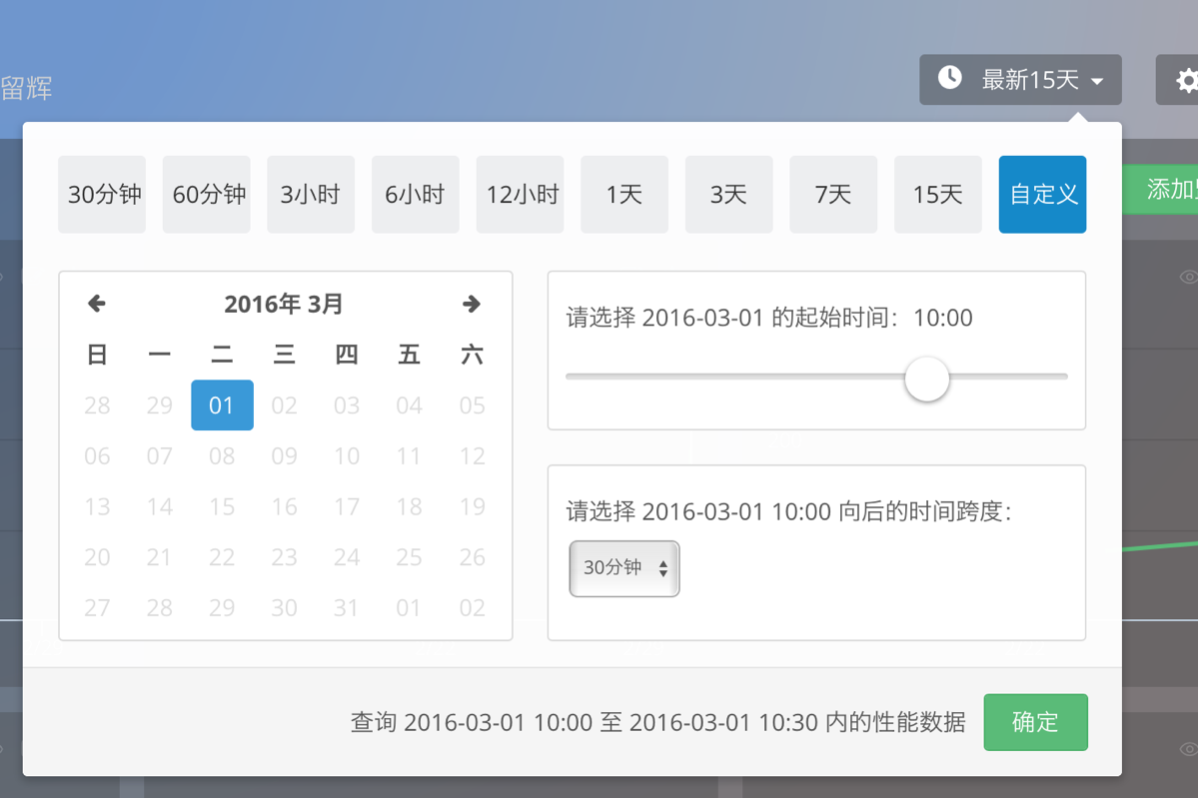 留辉
最新15天
30分钟 60分钟 3小时 6小时 12小时 1天 3天 7天 15天 自定义
添加
2016年 3月
日 一 二 三 四 五 六
28 29 01 02 03 04 05
06 07 08 09 10 11 12
13 14 15 16 17 18 19
20 21 22 23 24 25 26
27 28 29 30 31 01 02
请选择 2016-03-01 的起始时间：10:00
请选择 2016-03-01 10:00 向后的时间跨度：
30分钟
查询 2016-03-01 10:00 至 2016-03-01 10:30 内的性能数据
确定